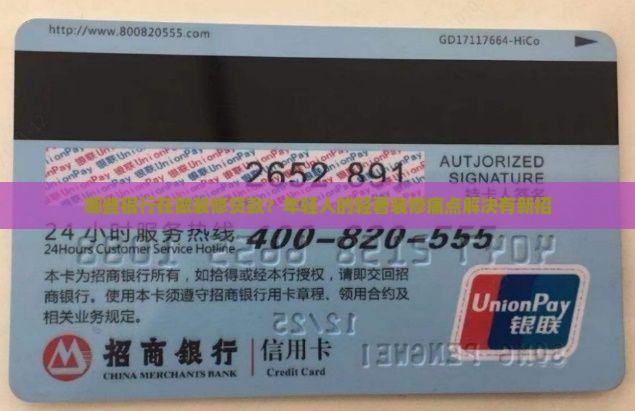 http://www.800820555.com
GD17117664-HiCo
2652 891
AUTJORIZED
SIGNATURE
持卡人签名
哪些银行在做装修贷款？年轻人的轻奢装修痛点解决有新招
24小时服务热线
24Hours Customer Service Hotline
400-820-555
本卡为招商银行所有，如拾得或经本行授权，请即交回招
商银行。使用本卡须遵守招商银行用卡章程、领用合约及
相关业务规定。
UnionPay
银联
招商银行
CHINA MERCHANTS BANK
信用卡
Credit Card